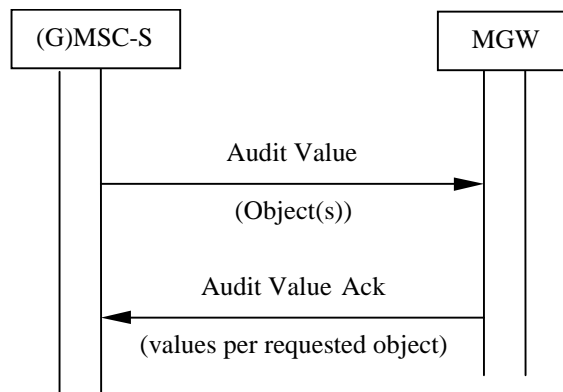 (G)MSC-S
MGW
Audit Value
(Object(s))
Audit Value Ack
(values per requested object)